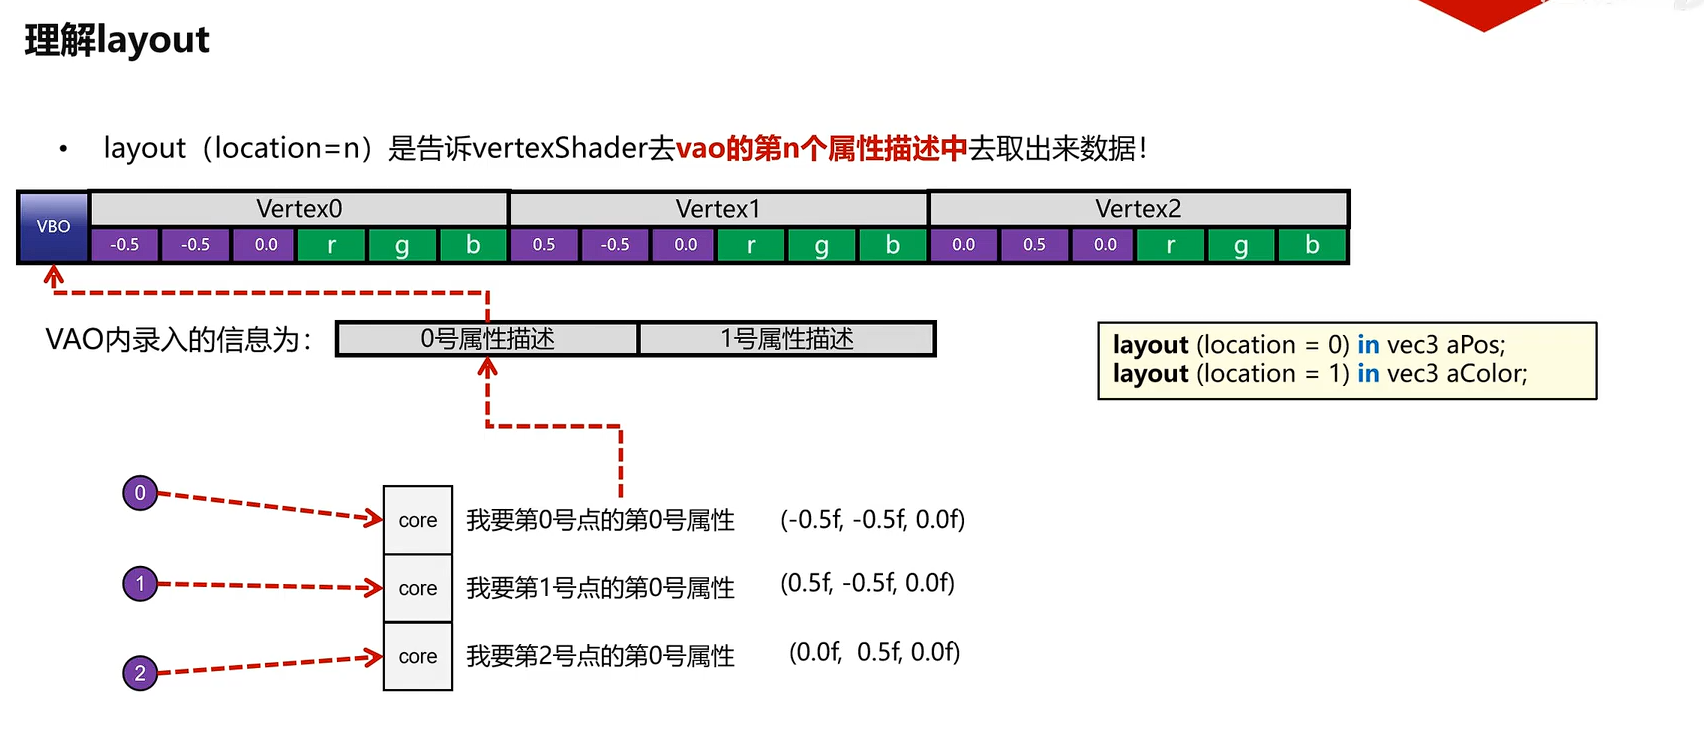 理解layout
• layout（location=n）是告诉vertexShader去vao的第n个属性描述中去取出来数据！
VBO Vertex0 Vertex1 Vertex2
-0.5 -0.5 0.0 r g b 0.5 -0.5 0.0 r g b 0.0 0.5 0.0 r g b
VAO内录入的信息为： 0号属性描述 1号属性描述
layout (location = 0) in vec3 aPos;
layout (location = 1) in vec3 aColor;
0 core 我要第0号点的第0号属性 (-0.5f, -0.5f, 0.0f)
1 core 我要第1号点的第0号属性 (0.5f, -0.5f, 0.0f)
2 core 我要第2号点的第0号属性 (0.0f, 0.5f, 0.0f)